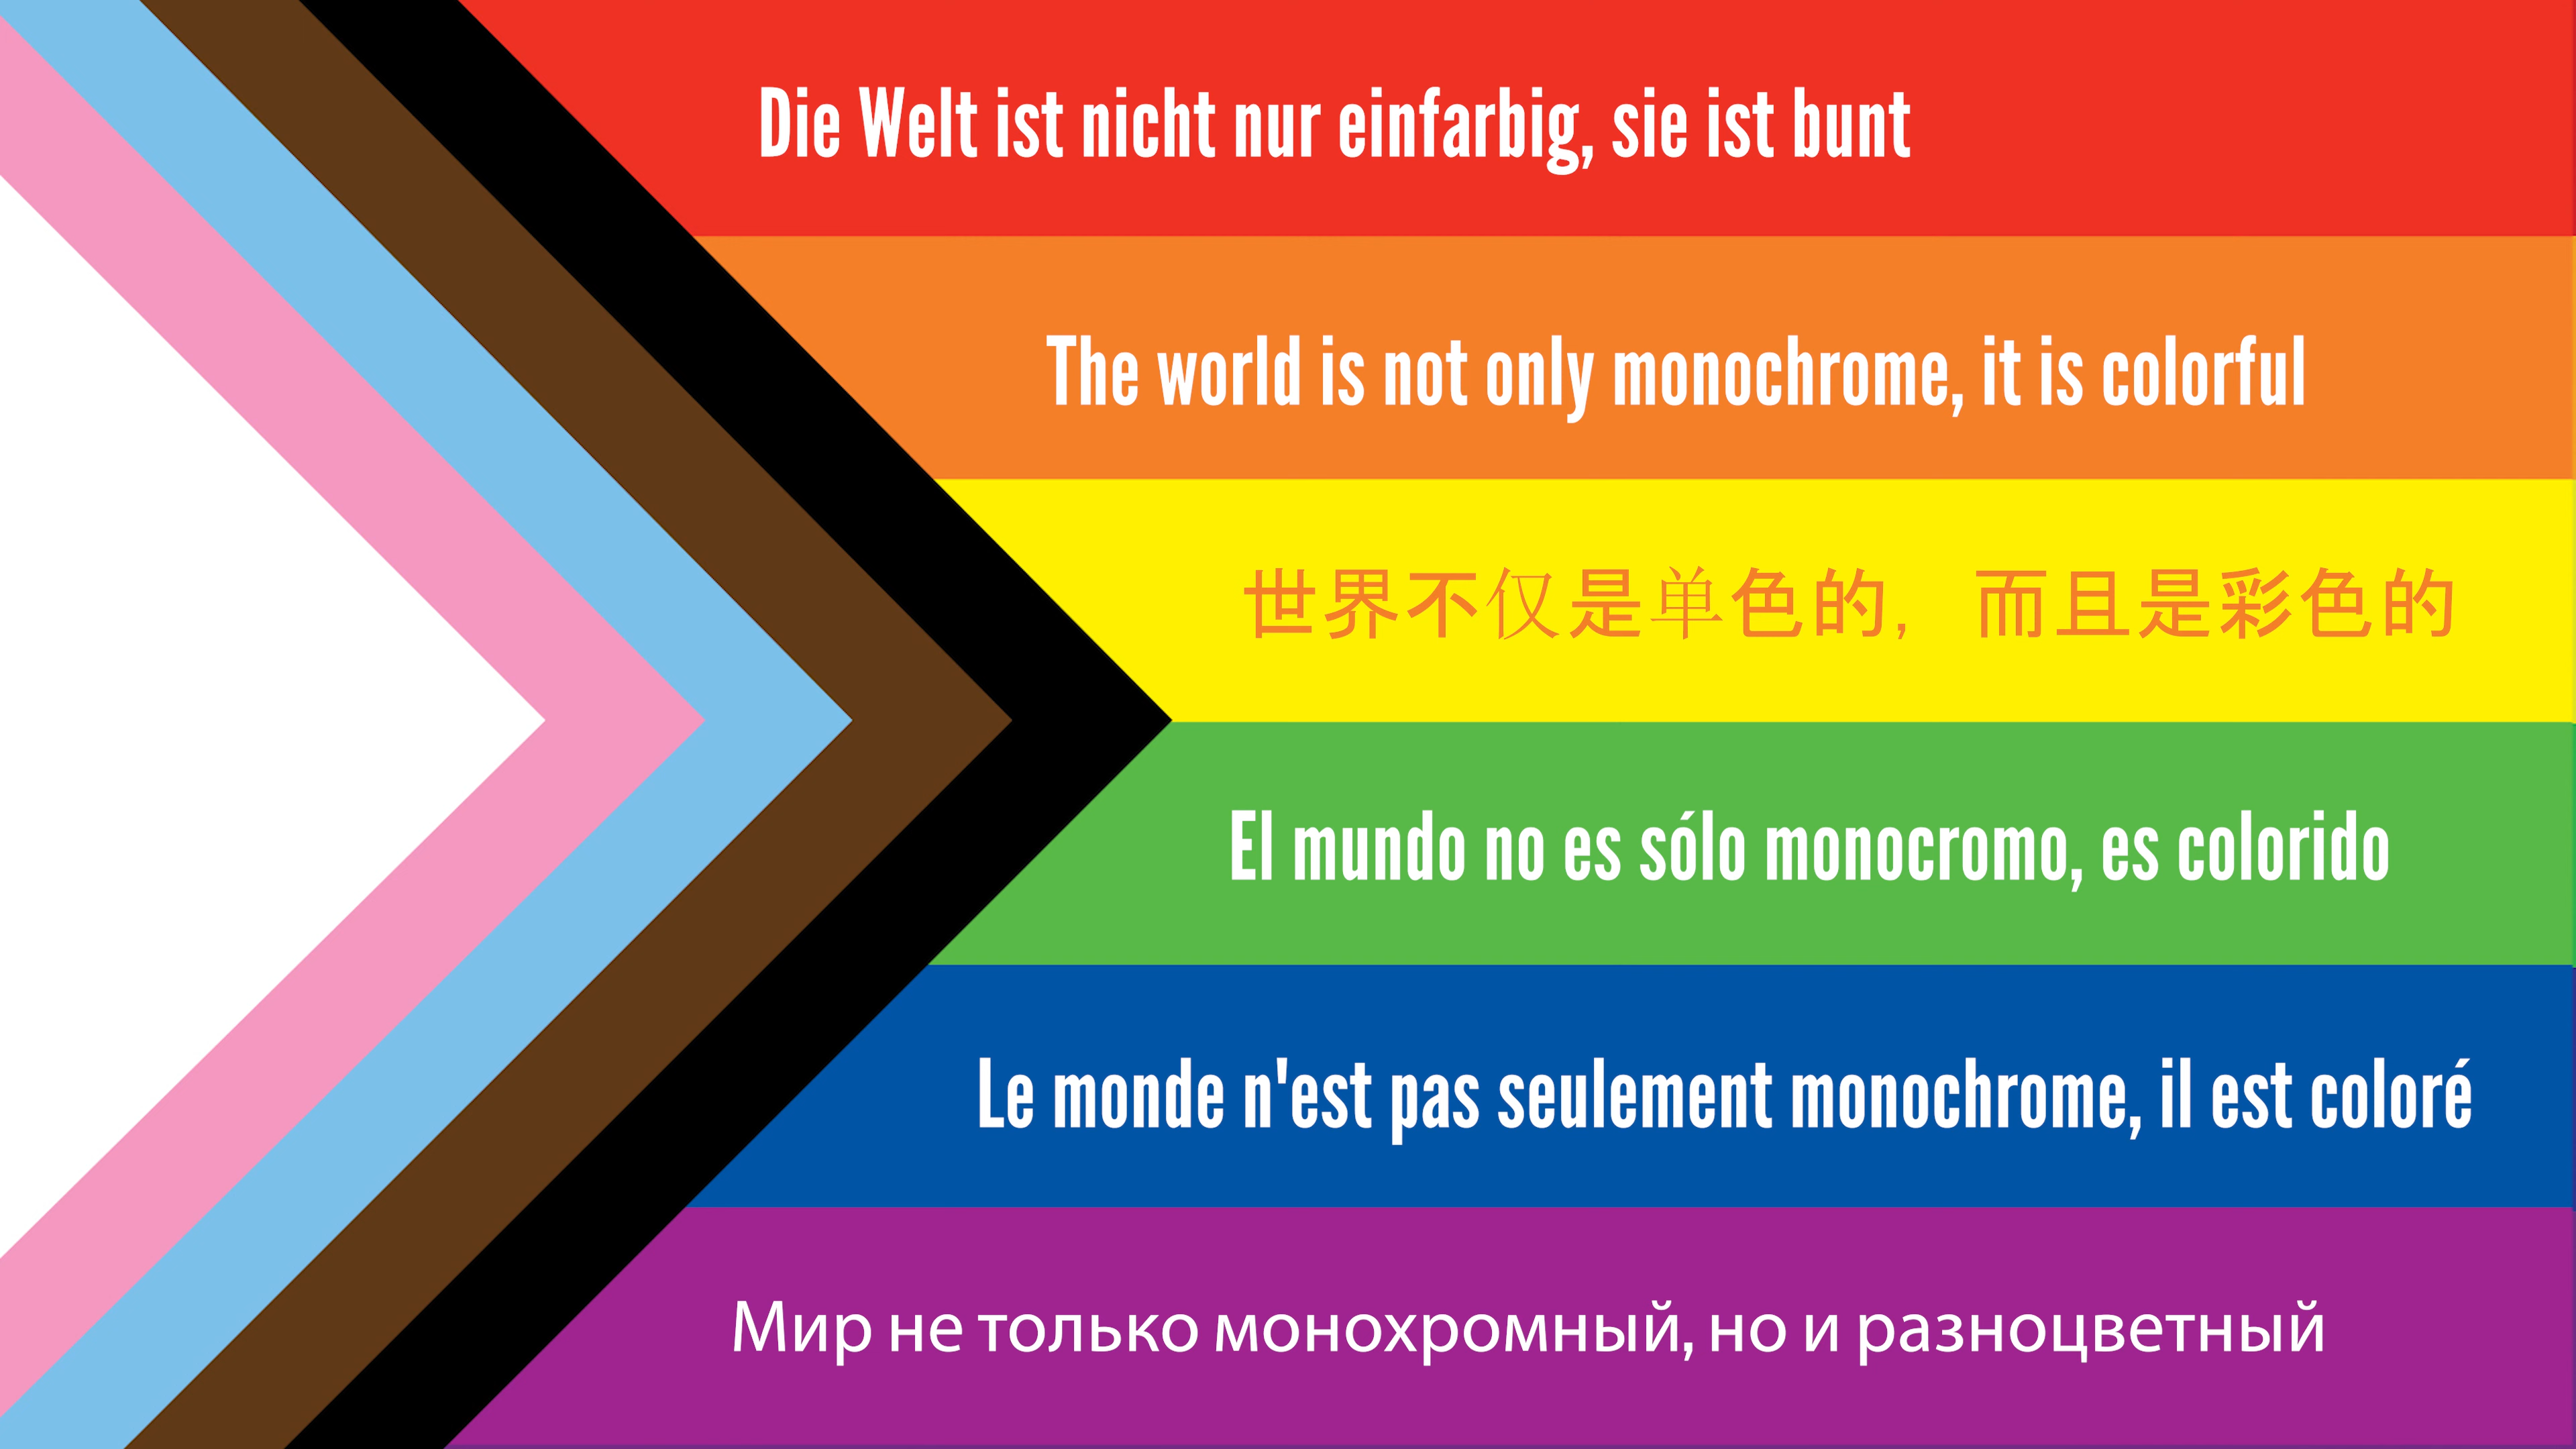 Die Welt ist nicht nur einfarbig, sie ist bunt
The world is not only monochrome, it is colorful
世界不仅是单色的，而且是彩色的
El mundo no es sólo monocromo, es colorido
Le monde n'est pas seulement monochrome, il est coloré
Мир не только монохромный, но и разноцветный